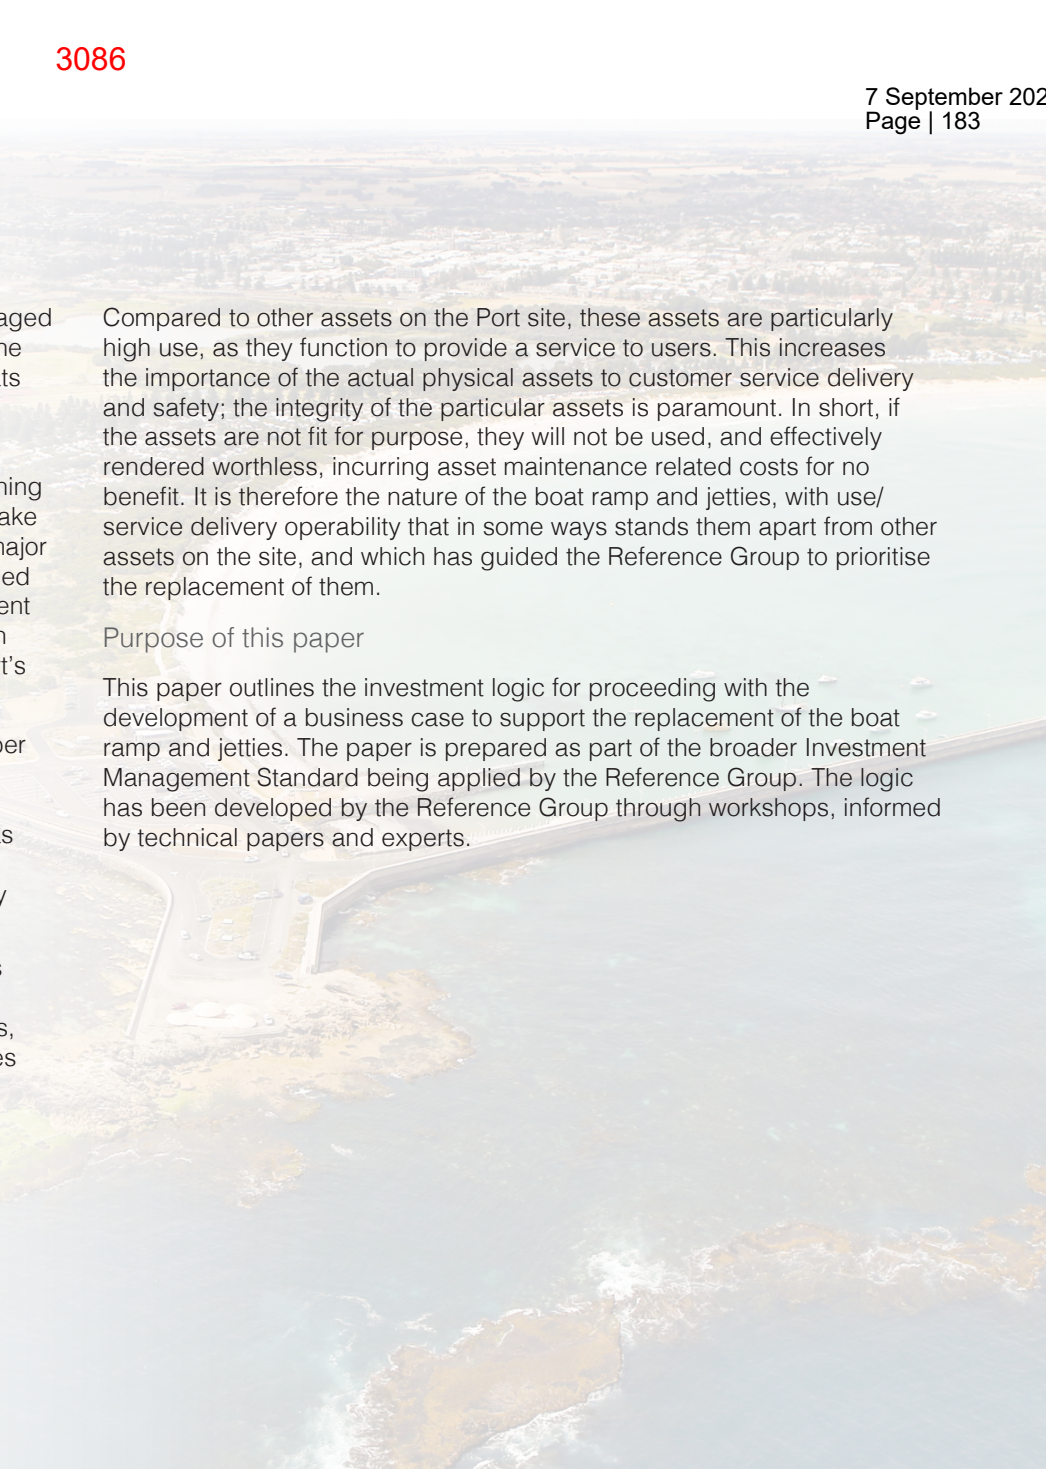 3086
7 September 202
Page | 183
aged
ne
ts
ning
ake
najor
ed
ent
n
t's
per
s
y
s
s,
es
Compared to other assets on the Port site, these assets are particularly
high use, as they function to provide a service to users. This increases
the importance of the actual physical assets to customer service delivery
and safety; the integrity of the particular assets is paramount. In short, if
the assets are not fit for purpose, they will not be used, and effectively
rendered worthless, incurring asset maintenance related costs for no
benefit. It is therefore the nature of the boat ramp and jetties, with use/
service delivery operability that in some ways stands them apart from other
assets on the site, and which has guided the Reference Group to prioritise
the replacement of them.
Purpose of this paper
This paper outlines the investment logic for proceeding with the
development of a business case to support the replacement of the boat
ramp and jetties. The paper is prepared as part of the broader Investment
Management Standard being applied by the Reference Group. The logic
has been developed by the Reference Group through workshops, informed
by technical papers and experts.